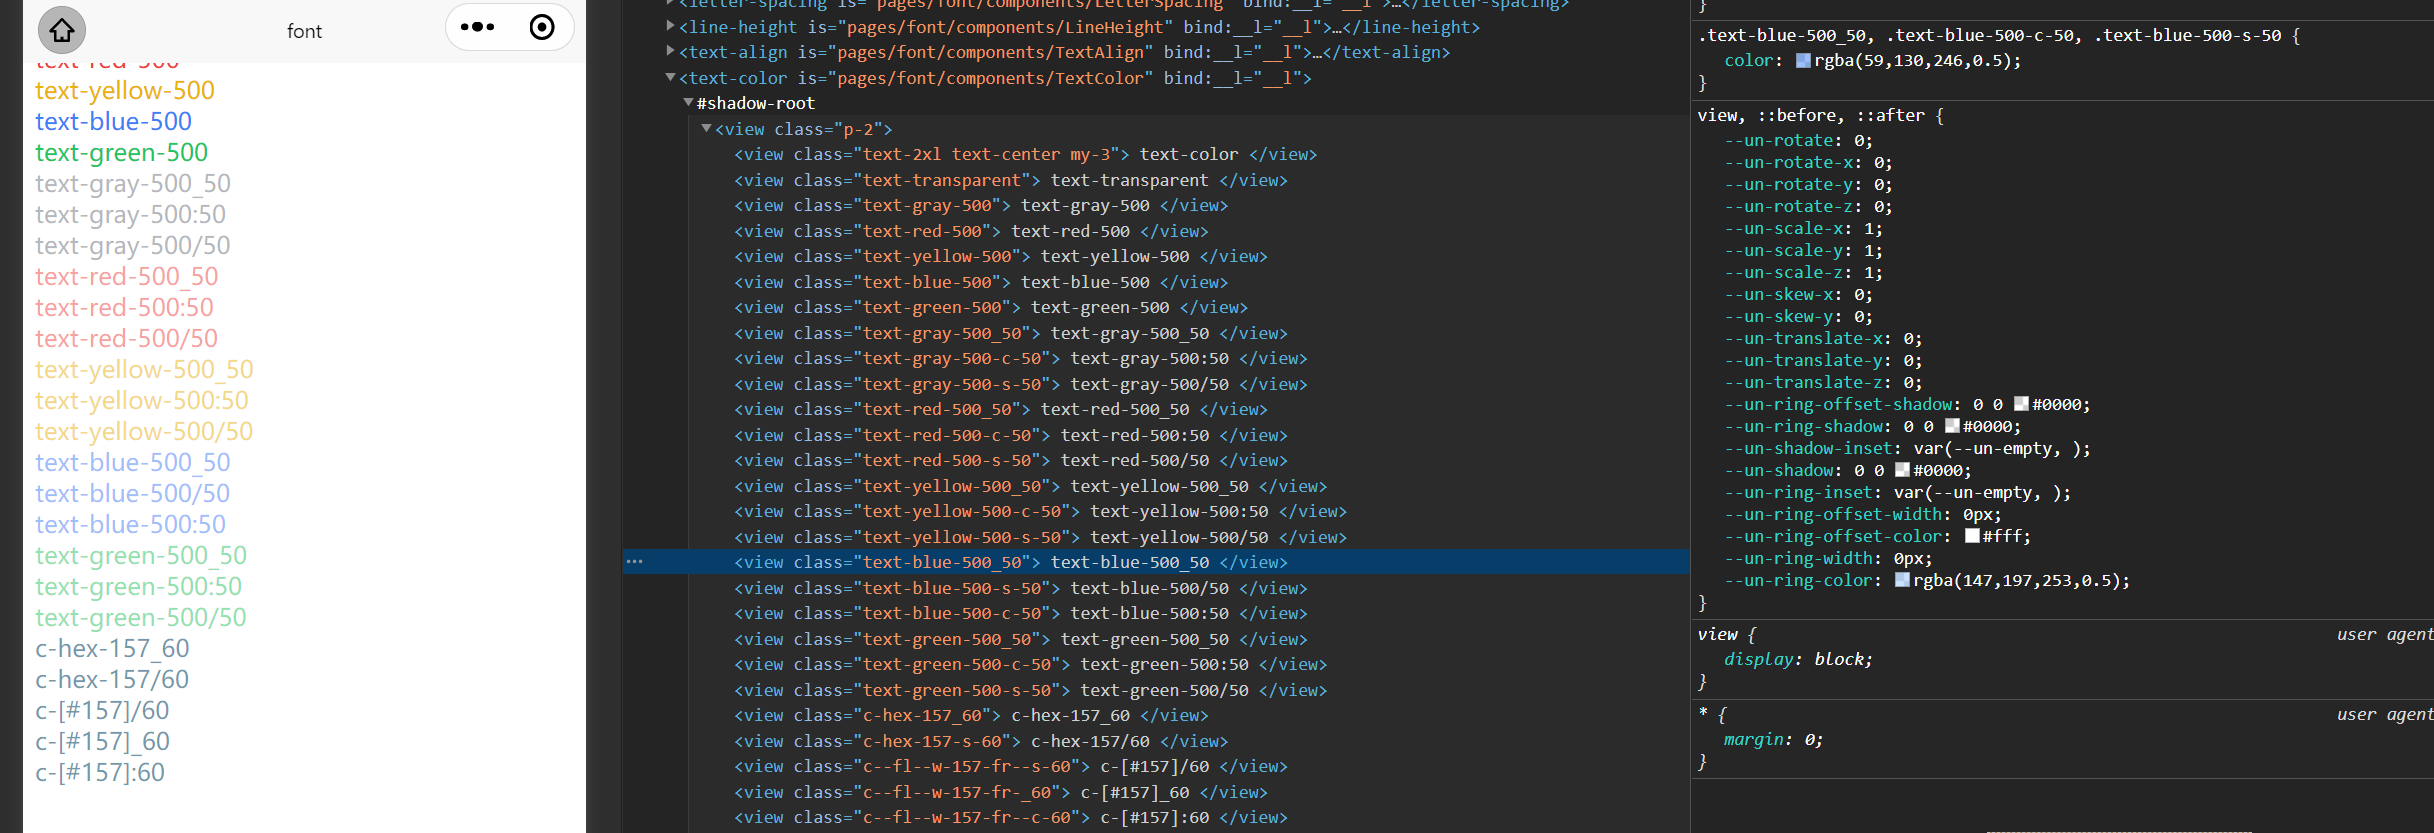 font
text-red-500
text-yellow-500
text-blue-500
text-green-500
text-gray-500_50
text-gray-500:50
text-gray-500/50
text-red-500_50
text-red-500:50
text-red-500/50
text-yellow-500_50
text-yellow-500:50
text-yellow-500/50
text-blue-500_50
text-blue-500/50
text-blue-500:50
text-green-500_50
text-green-500:50
text-green-500/50
c-hex-157_60
c-hex-157/60
c-[#157]/60
c-[#157]_60
c-[#157]:60
<letter-spacing is="pages/font/components/LetterSpacing" bind:__l="__l">…</letter-spacing>
<line-height is="pages/font/components/LineHeight" bind:__l="__l">…</line-height>
<text-align is="pages/font/components/TextAlign" bind:__l="__l">…</text-align>
<text-color is="pages/font/components/TextColor" bind:__l="__l">
#shadow-root
<view class="p-2">
<view class="text-2xl text-center my-3"> text-color </view>
<view class="text-transparent"> text-transparent </view>
<view class="text-gray-500"> text-gray-500 </view>
<view class="text-red-500"> text-red-500 </view>
<view class="text-yellow-500"> text-yellow-500 </view>
<view class="text-blue-500"> text-blue-500 </view>
<view class="text-green-500"> text-green-500 </view>
<view class="text-gray-500_50"> text-gray-500_50 </view>
<view class="text-gray-500-c-50"> text-gray-500:50 </view>
<view class="text-gray-500-s-50"> text-gray-500/50 </view>
<view class="text-red-500_50"> text-red-500_50 </view>
<view class="text-red-500-c-50"> text-red-500:50 </view>
<view class="text-red-500-s-50"> text-red-500/50 </view>
<view class="text-yellow-500_50"> text-yellow-500_50 </view>
<view class="text-yellow-500-c-50"> text-yellow-500:50 </view>
<view class="text-yellow-500-s-50"> text-yellow-500/50 </view>
<view class="text-blue-500_50"> text-blue-500_50 </view>
<view class="text-blue-500-s-50"> text-blue-500/50 </view>
<view class="text-blue-500-c-50"> text-blue-500:50 </view>
<view class="text-green-500_50"> text-green-500_50 </view>
<view class="text-green-500-c-50"> text-green-500:50 </view>
<view class="text-green-500-s-50"> text-green-500/50 </view>
<view class="c-hex-157_60"> c-hex-157_60 </view>
<view class="c-hex-157-s-60"> c-hex-157/60 </view>
<view class="c--fl--w-157-fr--s-60"> c-[#157]/60 </view>
<view class="c--fl--w-157-fr-_60"> c-[#157]_60 </view>
<view class="c--fl--w-157-fr--c-60"> c-[#157]:60 </view>
}
.text-blue-500_50, .text-blue-500-c-50, .text-blue-500-s-50 {
color: rgba(59,130,246,0.5);
}
view, ::before, ::after {
--un-rotate: 0;
--un-rotate-x: 0;
--un-rotate-y: 0;
--un-rotate-z: 0;
--un-scale-x: 1;
--un-scale-y: 1;
--un-scale-z: 1;
--un-skew-x: 0;
--un-skew-y: 0;
--un-translate-x: 0;
--un-translate-y: 0;
--un-translate-z: 0;
--un-ring-offset-shadow: 0 0 #0000;
--un-ring-shadow: 0 0 #0000;
--un-shadow-inset: var(--un-empty, );
--un-shadow: 0 0 #0000;
--un-ring-inset: var(--un-empty, );
--un-ring-offset-width: 0px;
--un-ring-offset-color: #fff;
--un-ring-width: 0px;
--un-ring-color: rgba(147,197,253,0.5);
}
view { user agent
display: block;
}
* { user agent
margin: 0;
}